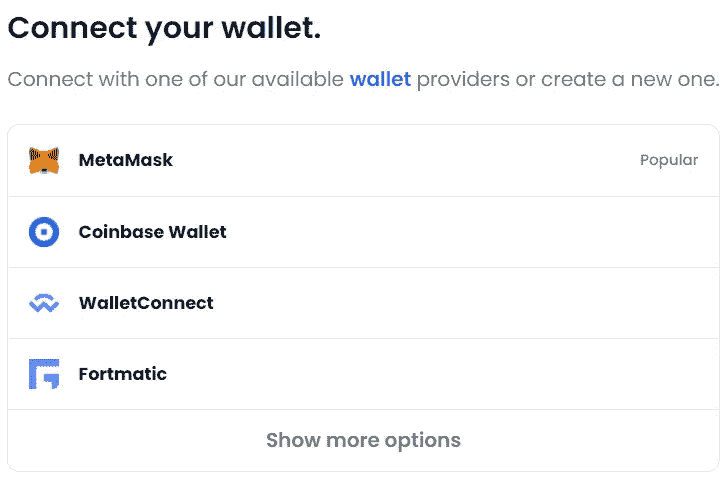 Connect your wallet.
Connect with one of our available wallet providers or create a new one.
MetaMask Popular
Coinbase Wallet
WalletConnect
Fortmatic
Show more options